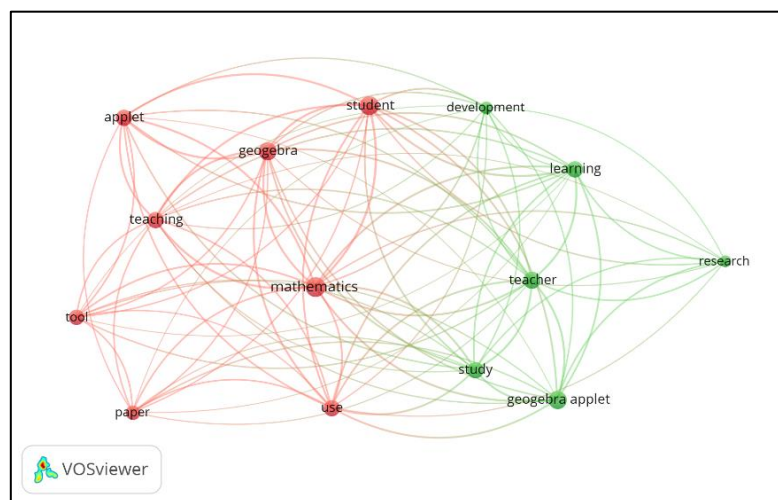 student
development
applet
geogebra
learning
teaching
research
teacher
mathematics
tool
study
geogebra applet
use
paper
VOSviewer